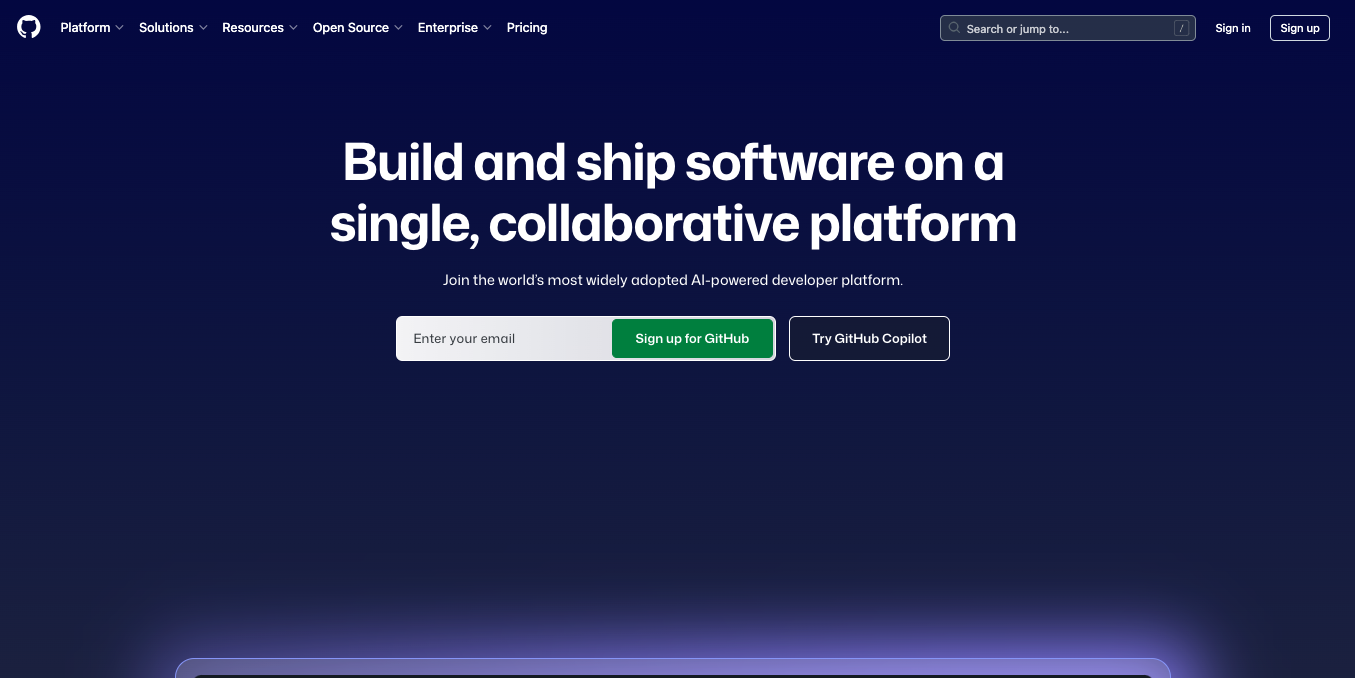 Platform
Solutions
Resources
Open Source
Enterprise
Pricing
Search or jump to...
/
Sign in
Sign up
Build and ship software on a
single, collaborative platform
Join the world’s most widely adopted AI-powered developer platform.
Enter your email
Sign up for GitHub
Try GitHub Copilot